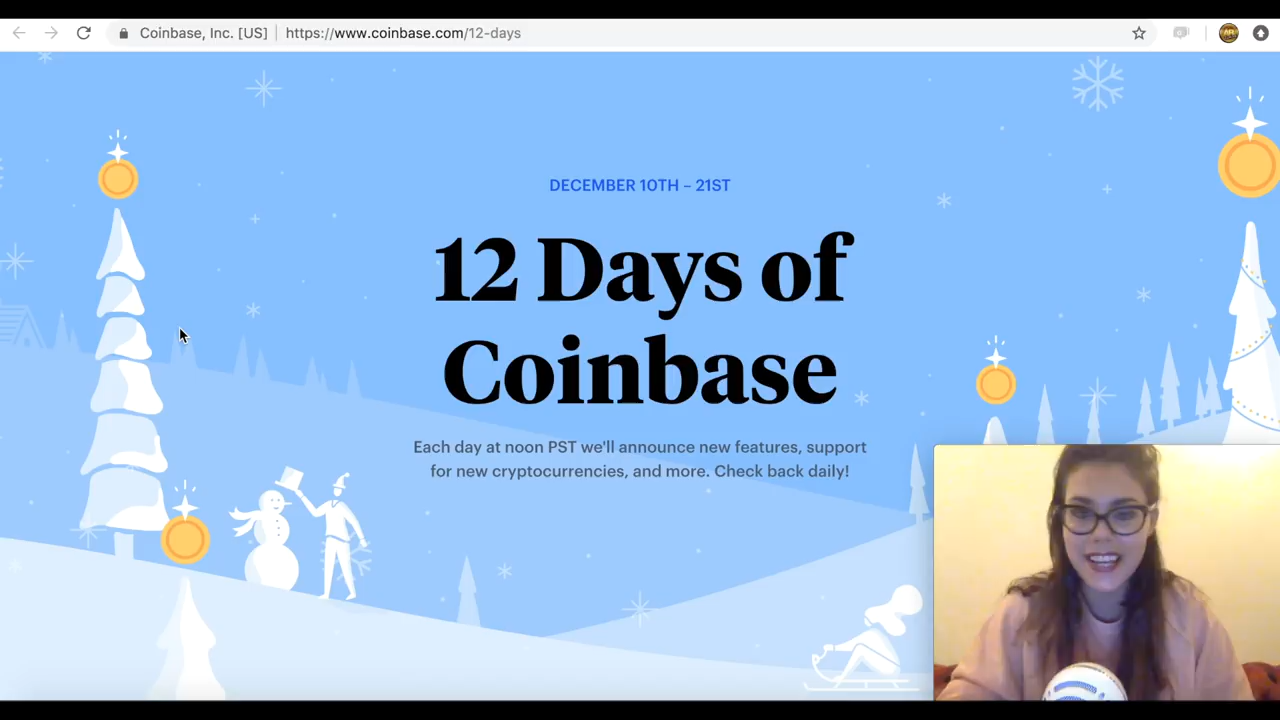 Coinbase, Inc. [US] https://www.coinbase.com/12-days
DECEMBER 10TH – 21ST
12 Days of
Coinbase
Each day at noon PST we'll announce new features, support
for new cryptocurrencies, and more. Check back daily!